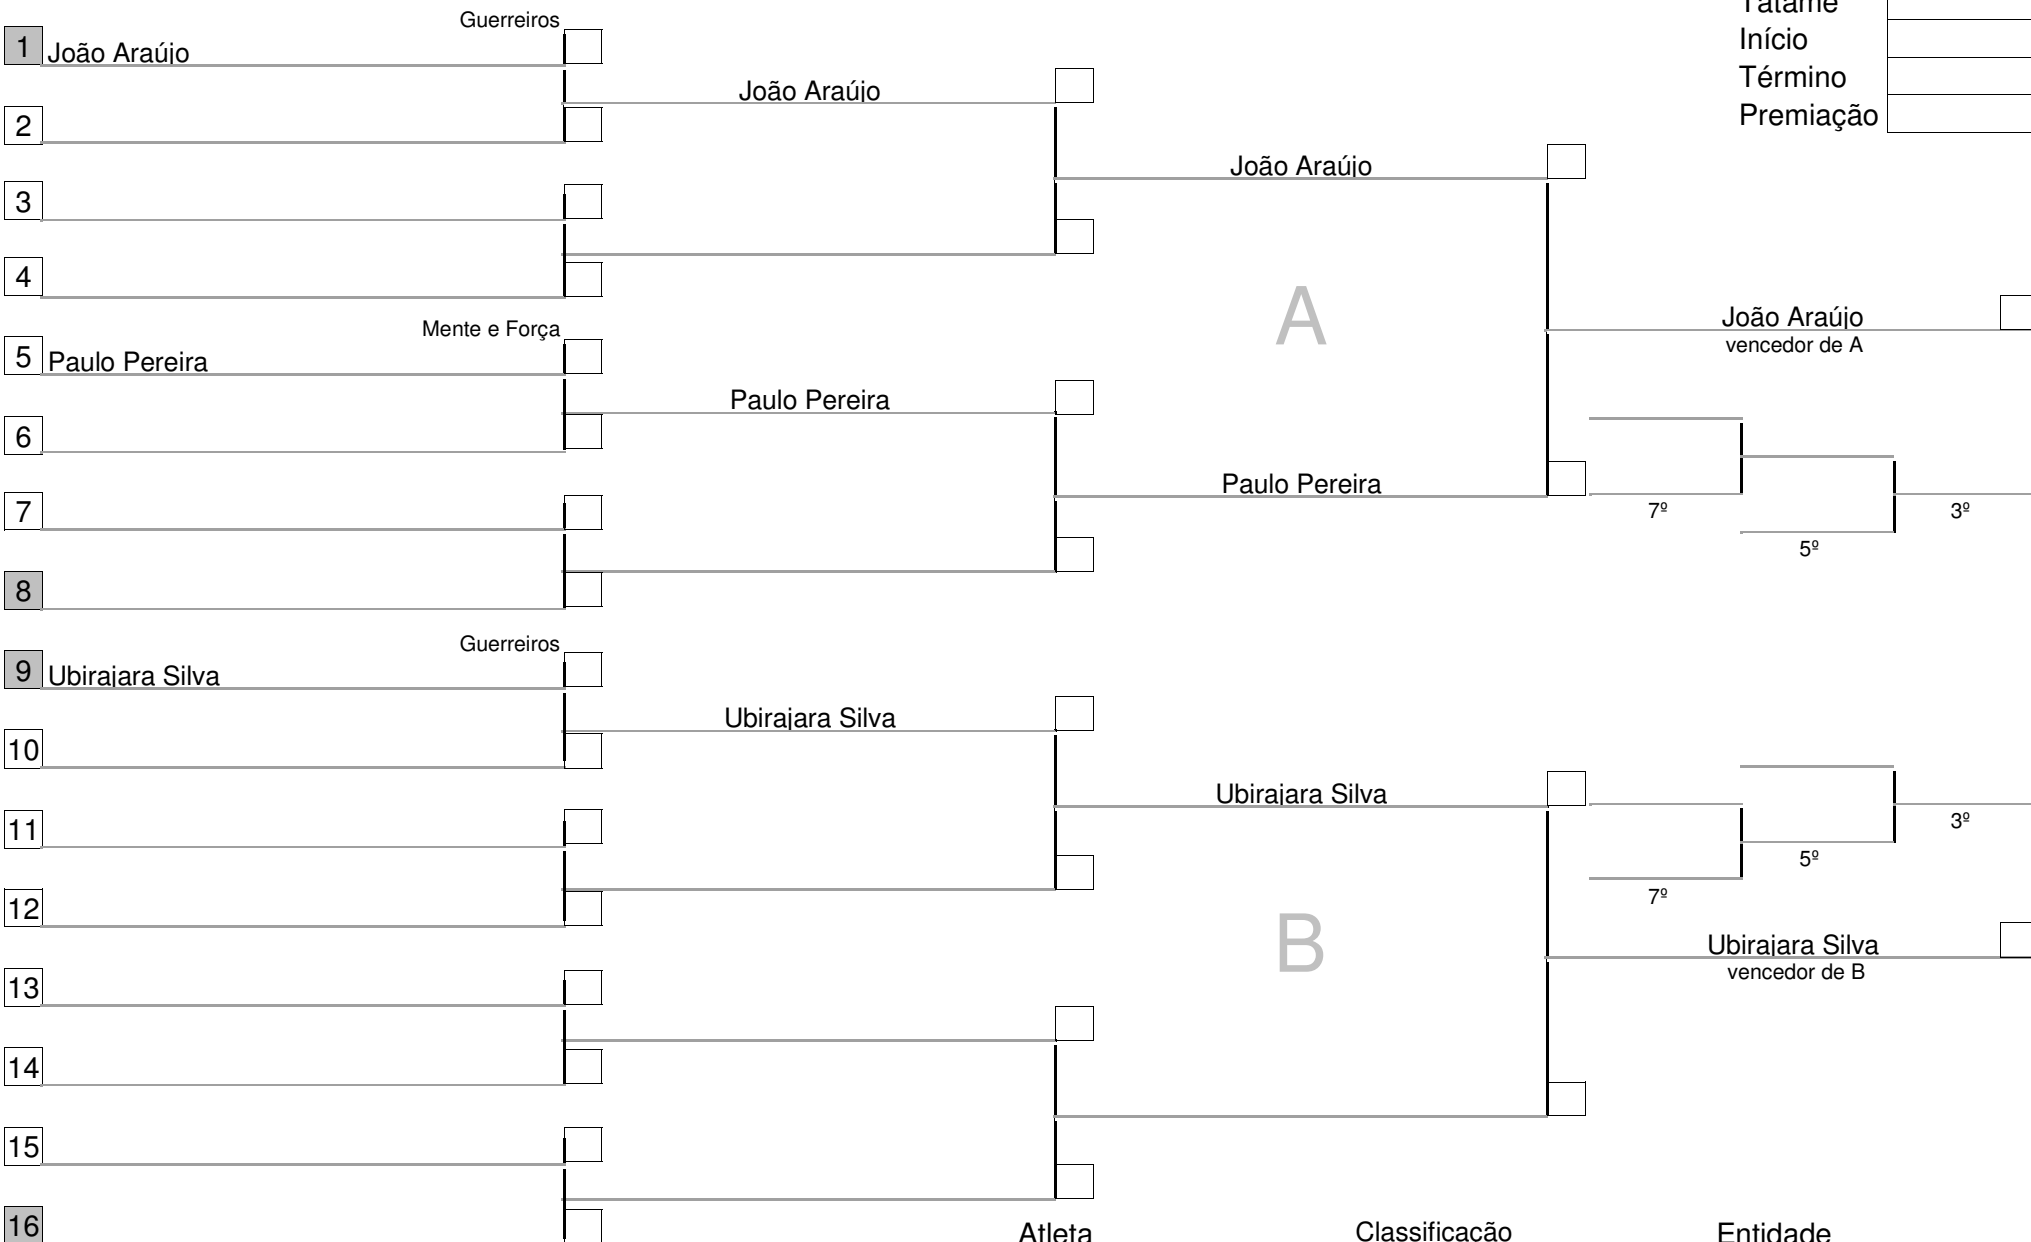 Tatame
Guerreiros
1 João Araújo
Início
Término
João Araújo
Premiação
2
João Araújo
3
4
A
João Araújo
vencedor de A
Mente e Força
5 Paulo Pereira
Paulo Pereira
6
Paulo Pereira
7
7º
3º
5º
8
Guerreiros
9 Ubirajara Silva
Ubirajara Silva
10
Ubirajara Silva
11
3º
5º
7º
12
B
Ubirajara Silva
vencedor de B
13
14
15
16
Atleta Classificação Entidade